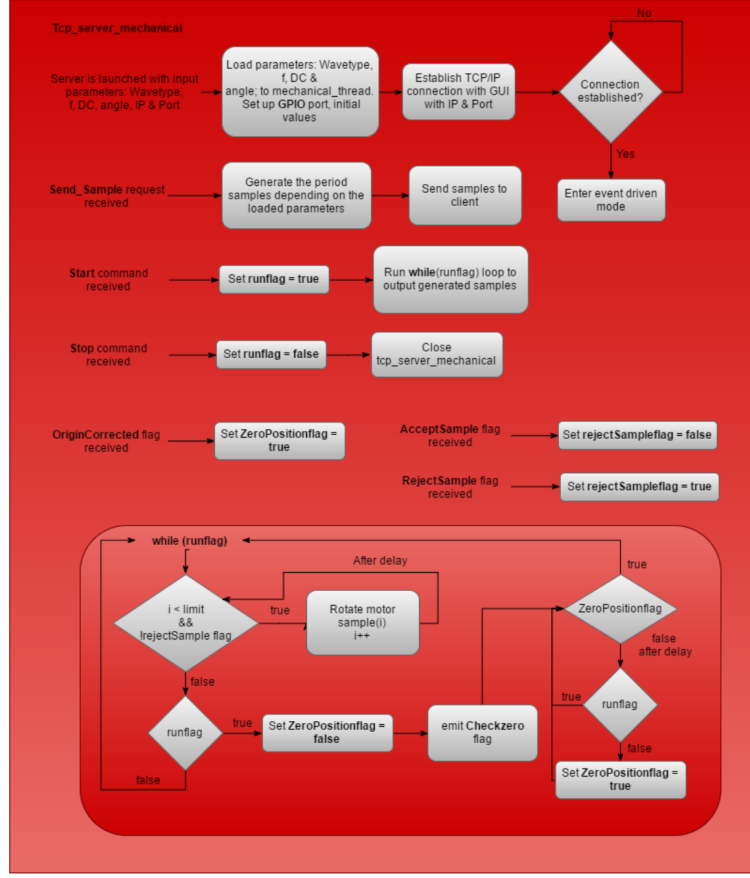 Tcp_server_mechanical
Server is launched with input
parameters: Wavetype,
f, DC, angle, IP & Port
Load parameters: Wavetype,
f, DC &
angle; to mechanical_thread.
Set up GPIO port, initial
values
Establish TCP/IP
connection with GUI
with IP & Port
Connection
established?
No
Yes
Enter event driven
mode
Send_Sample request
received
Generate the period
samples depending on the
loaded parameters
Send samples to
client
Start command
received
Set runflag = true
Run while(runflag) loop to
output generated samples
Stop command
received
Set runflag = false
Close
tcp_server_mechanical
OriginCorrected flag
received
Set ZeroPositionflag =
true
AcceptSample flag
received
Set rejectSampleflag = false
RejectSample flag
received
Set rejectSampleflag = true
while (runflag)
After delay
i < limit
&&
!rejectSample flag
true
Rotate motor
sample(i)
i++
false
runflag
true
false
Set ZeroPositionflag =
false
emit Checkzero
flag
true
ZeroPositionflag
false
after delay
true
runflag
false
Set ZeroPositionflag =
true